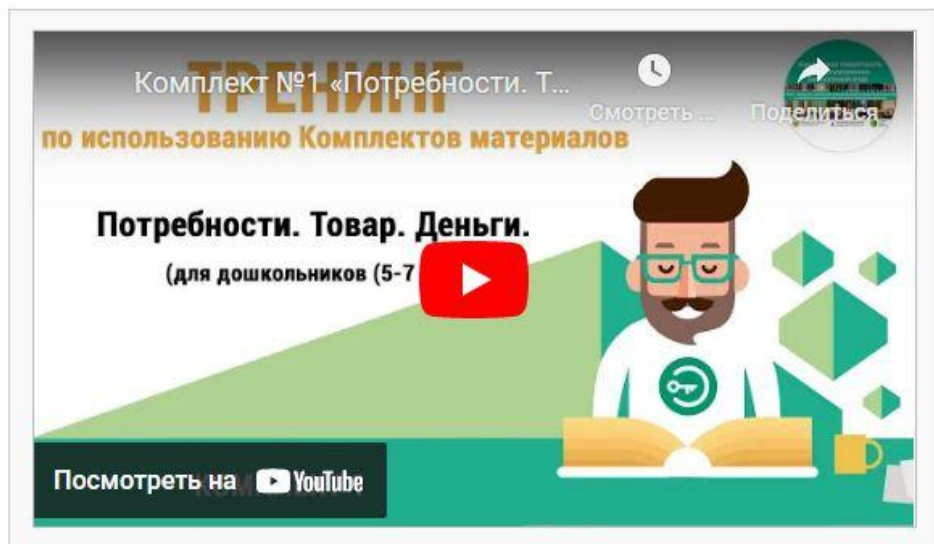 Комплект №1 «Потребности. Т...
ТРЕНИНГ
Смотреть ...
Поделиться
по использованию Комплектов материалов
Потребности. Товар. Деньги.
(для дошкольников (5-7
Посмотреть на YouTube